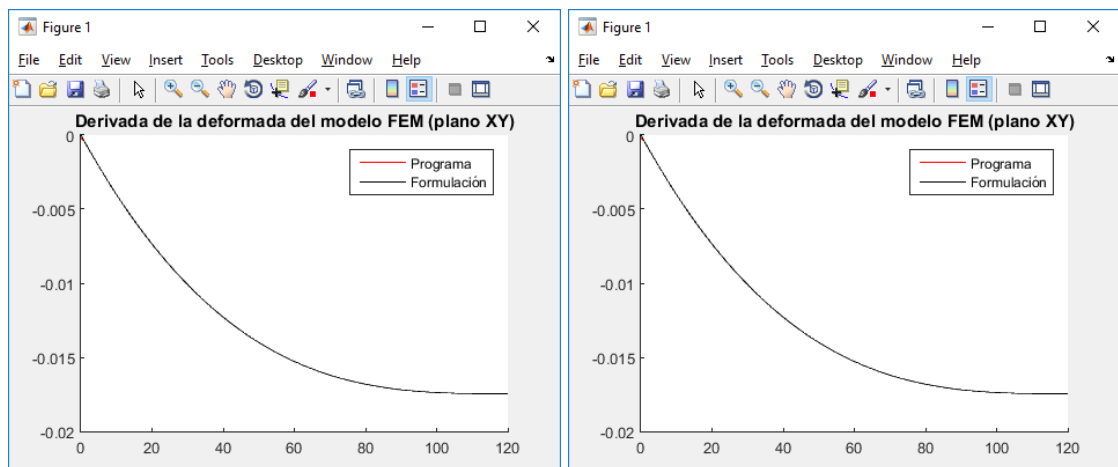 Figure 1
File Edit View Insert Tools Desktop Window Help
Derivada de la deformada del modelo FEM (plano XY)
Programa
Formulación
0
-0.005
-0.01
-0.015
-0.02
0 20 40 60 80 100 120
Figure 1
File Edit View Insert Tools Desktop Window Help
Derivada de la deformada del modelo FEM (plano XY)
Programa
Formulación
0
-0.005
-0.01
-0.015
-0.02
0 20 40 60 80 100 120